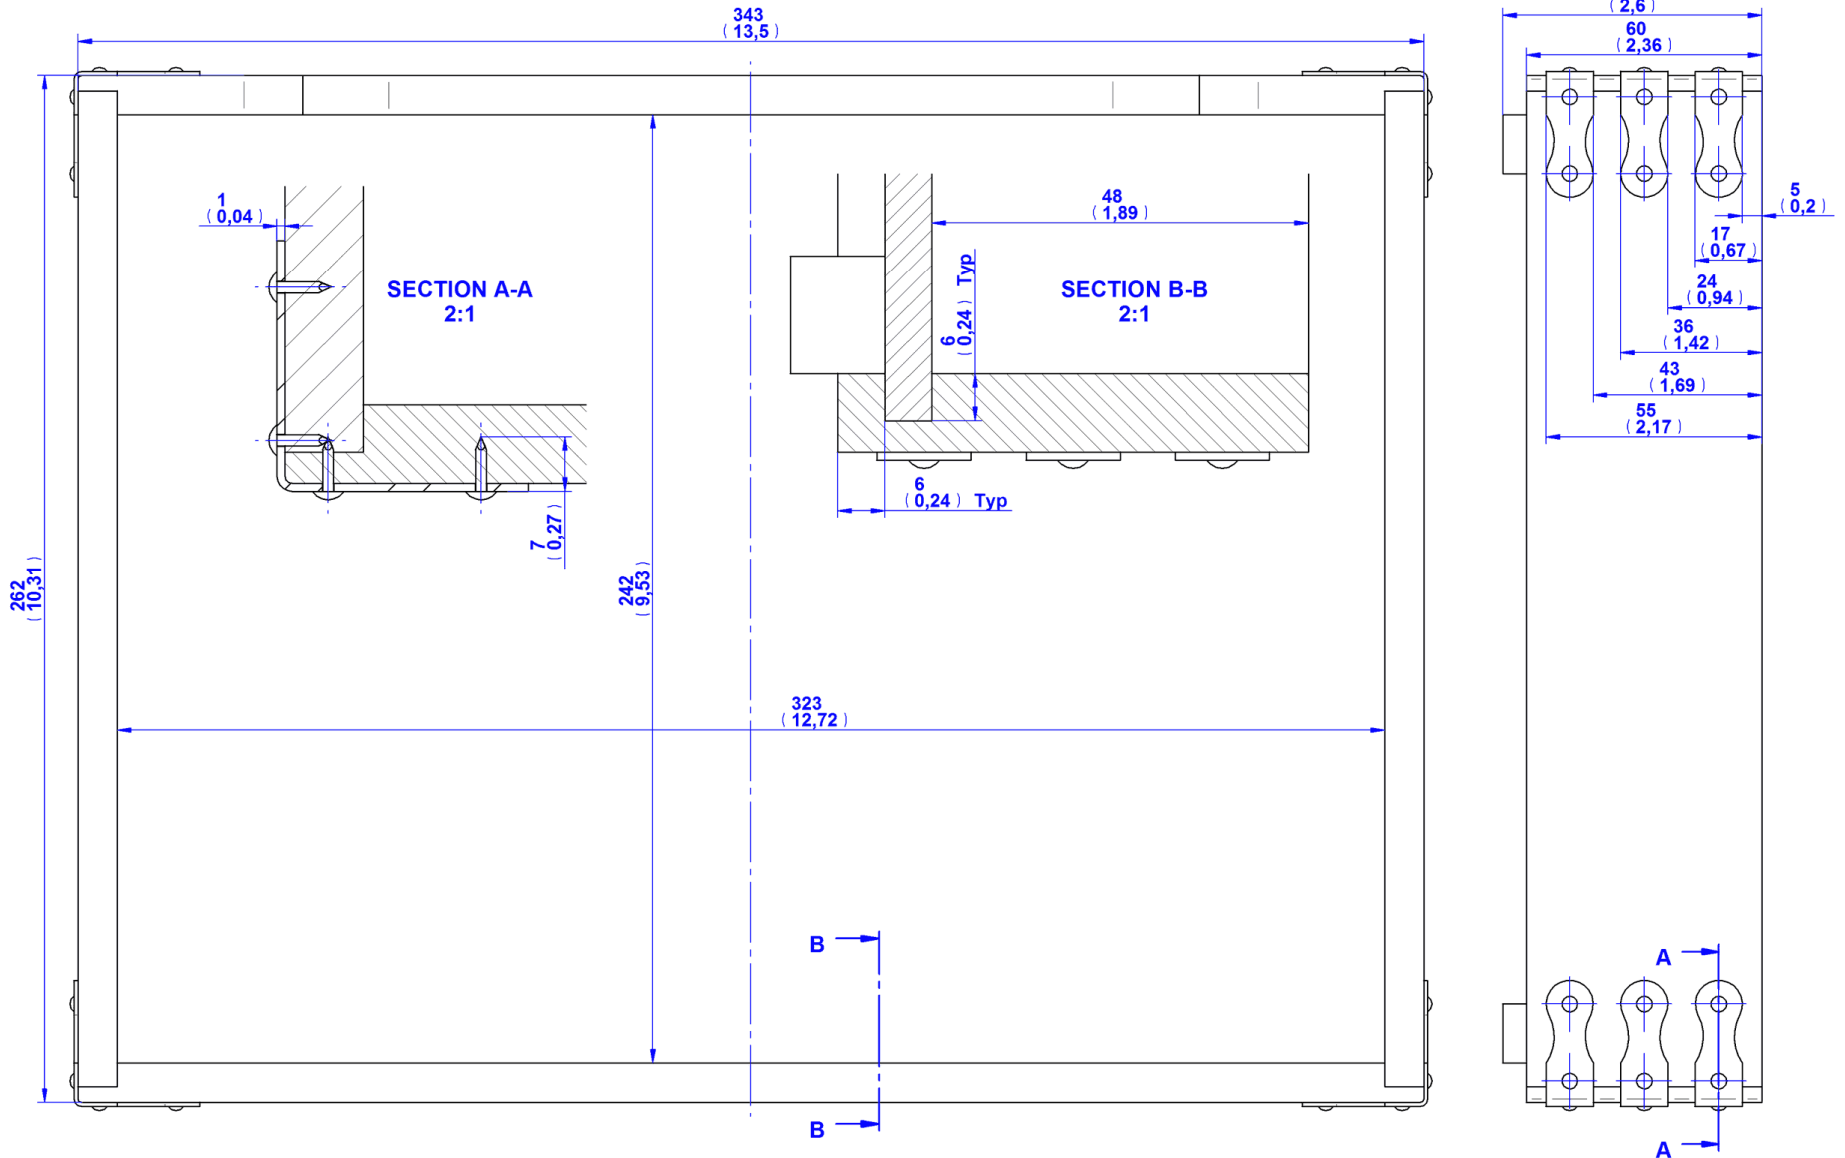 343
( 13,5 )
( 2,6 )
60
( 2,36 )
1
( 0,04 )
48
( 1,89 )
5
( 0,2 )
17
( 0,67 )
SECTION A-A
2:1
6
( 0,24 ) Typ
SECTION B-B
2:1
24
( 0,94 )
36
( 1,42 )
43
( 1,69 )
55
( 2,17 )
6
( 0,24 ) Typ
7
( 0,27 )
262
( 10,31 )
242
( 9,53 )
323
( 12,72 )
B
A
B
A